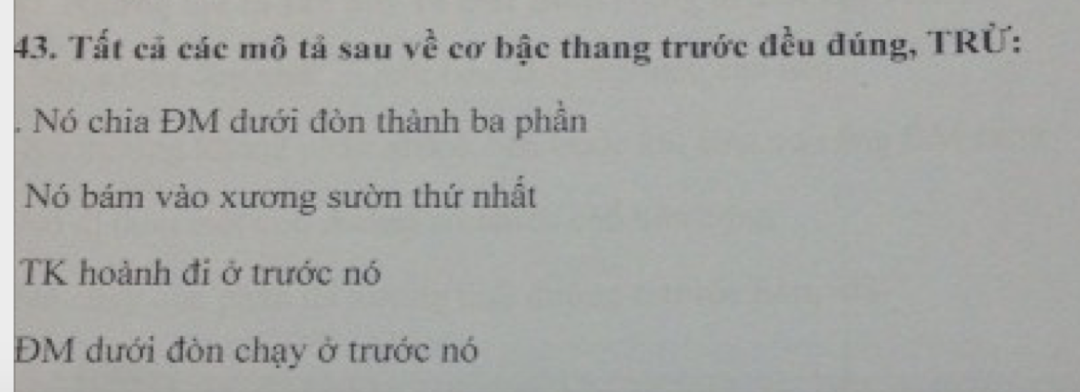 43. Tất cả các mô tả sau về cơ bậc thang trước đều đúng, TRỪ:
. Nó chia ĐM dưới đòn thành ba phần
Nó bám vào xương sườn thứ nhất
TK hoành đi ở trước nó
ĐM dưới đòn chạy ở trước nó